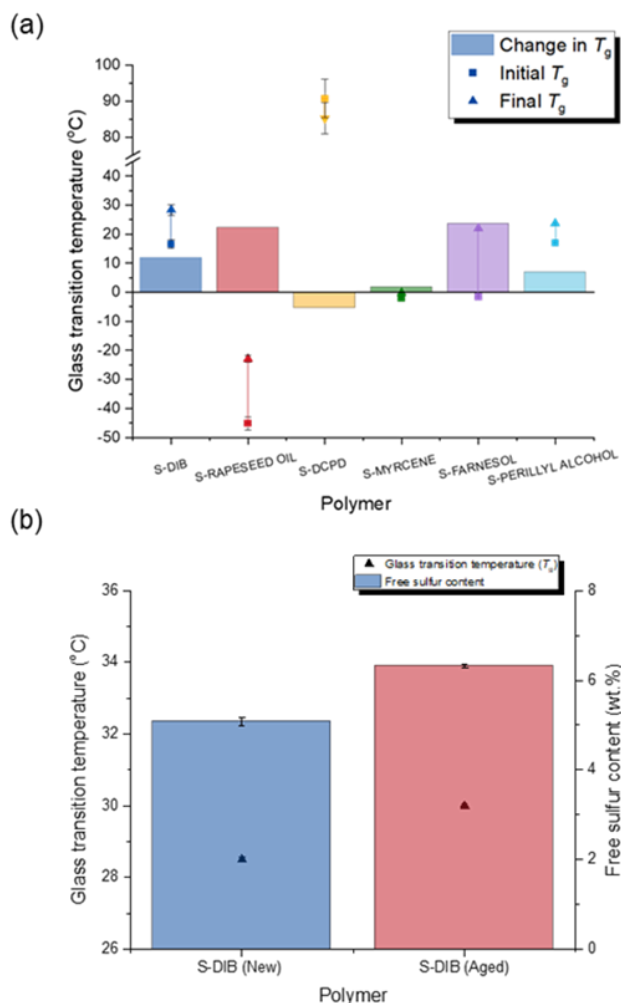 (a)
Change in Tg
Initial Tg
Final Tg
Glass transition temperature (°C)
100
90
80
40
30
20
10
0
-10
-20
-30
-40
-50
S-DIB
S-RAPESEED OIL
S-DCPD
S-MYRCENE
S-FARNESOL
S-PERILLYL ALCOHOL
Polymer
(b)
Glass transition temperature (Tg)
Free sulfur content
Glass transition temperature (°C)
36
34
32
30
28
26
8
6
4
2
0
Free sulfur content (wt.%)
S-DIB (New)
S-DIB (Aged)
Polymer